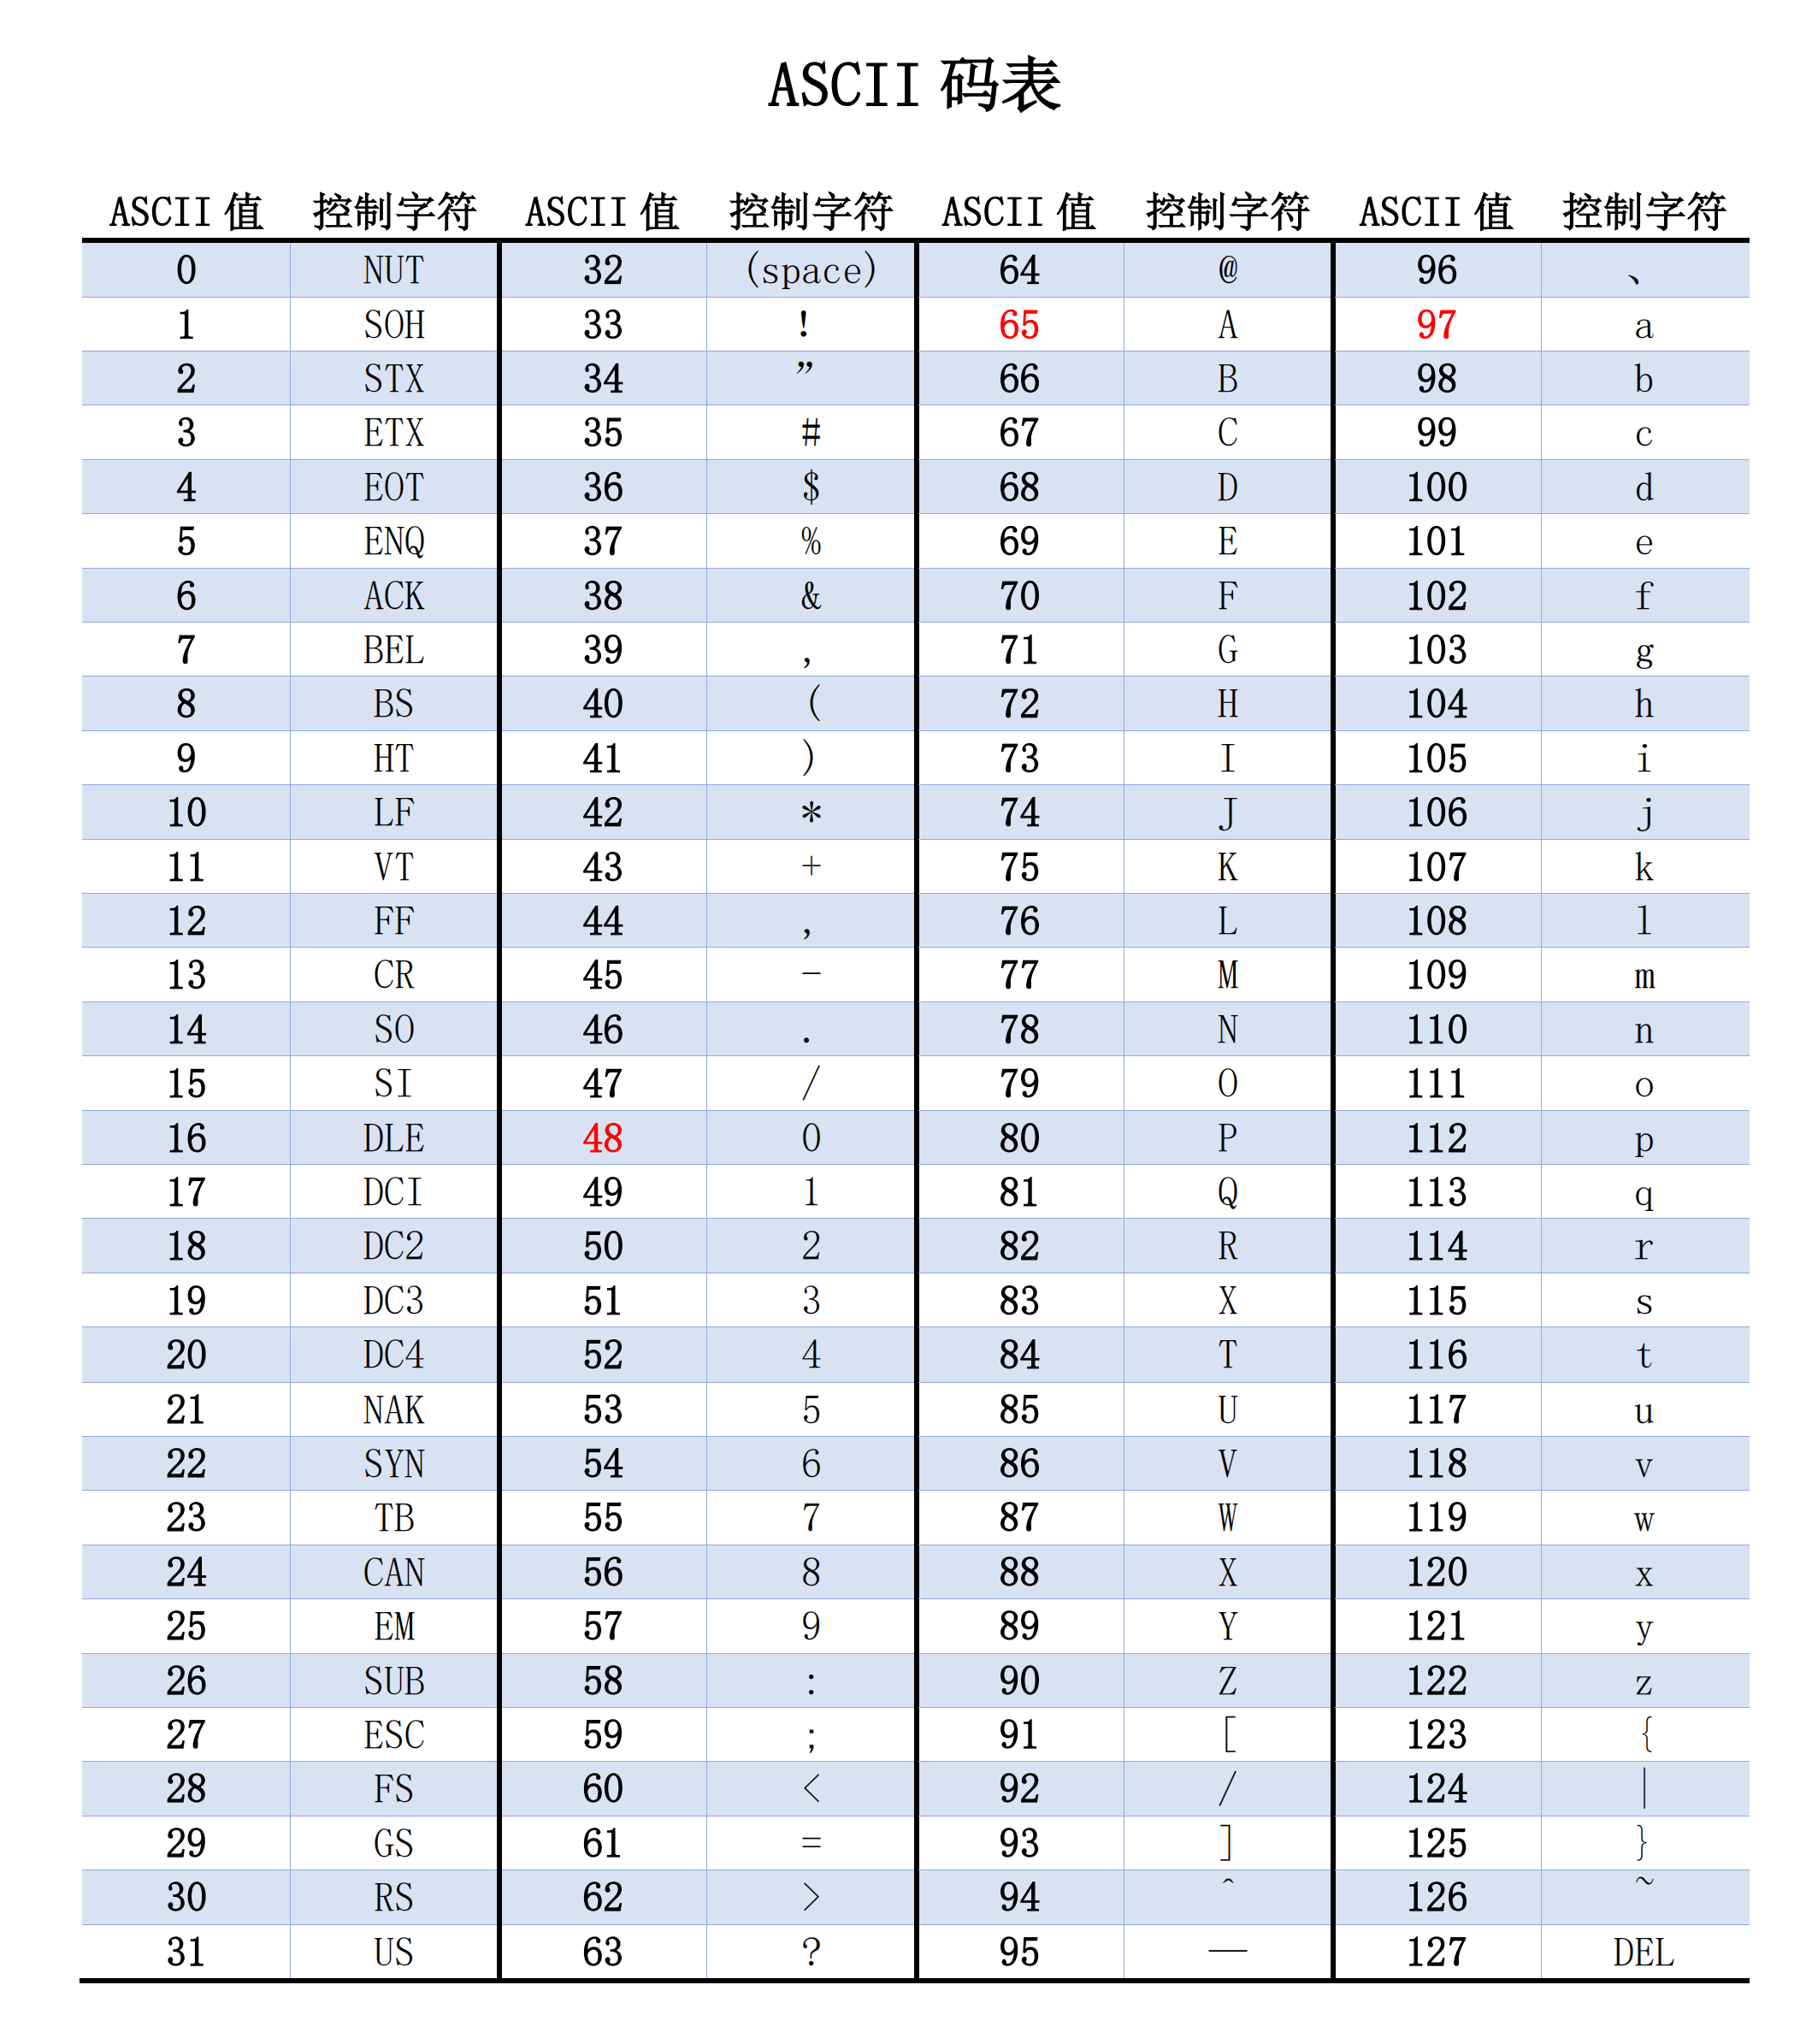 ASCII 码表
ASCII 值 控制字符 ASCII 值 控制字符 ASCII 值 控制字符 ASCII 值 控制字符
0 NUT 32 (space) 64 @ 96 、
1 SOH 33 ! 65 A 97 a
2 STX 34 ” 66 B 98 b
3 ETX 35 # 67 C 99 c
4 EOT 36 $ 68 D 100 d
5 ENQ 37 % 69 E 101 e
6 ACK 38 & 70 F 102 f
7 BEL 39 , 71 G 103 g
8 BS 40 ( 72 H 104 h
9 HT 41 ) 73 I 105 i
10 LF 42 * 74 J 106 j
11 VT 43 + 75 K 107 k
12 FF 44 , 76 L 108 l
13 CR 45 - 77 M 109 m
14 SO 46 . 78 N 110 n
15 SI 47 / 79 O 111 o
16 DLE 48 0 80 P 112 p
17 DCI 49 1 81 Q 113 q
18 DC2 50 2 82 R 114 r
19 DC3 51 3 83 X 115 s
20 DC4 52 4 84 T 116 t
21 NAK 53 5 85 U 117 u
22 SYN 54 6 86 V 118 v
23 TB 55 7 87 W 119 w
24 CAN 56 8 88 X 120 x
25 EM 57 9 89 Y 121 y
26 SUB 58 : 90 Z 122 z
27 ESC 59 ; 91 [ 123 {
28 FS 60 < 92 / 124 |
29 GS 61 = 93 ] 125 }
30 RS 62 > 94 ^ 126 ~
31 US 63 ? 95 — 127 DEL